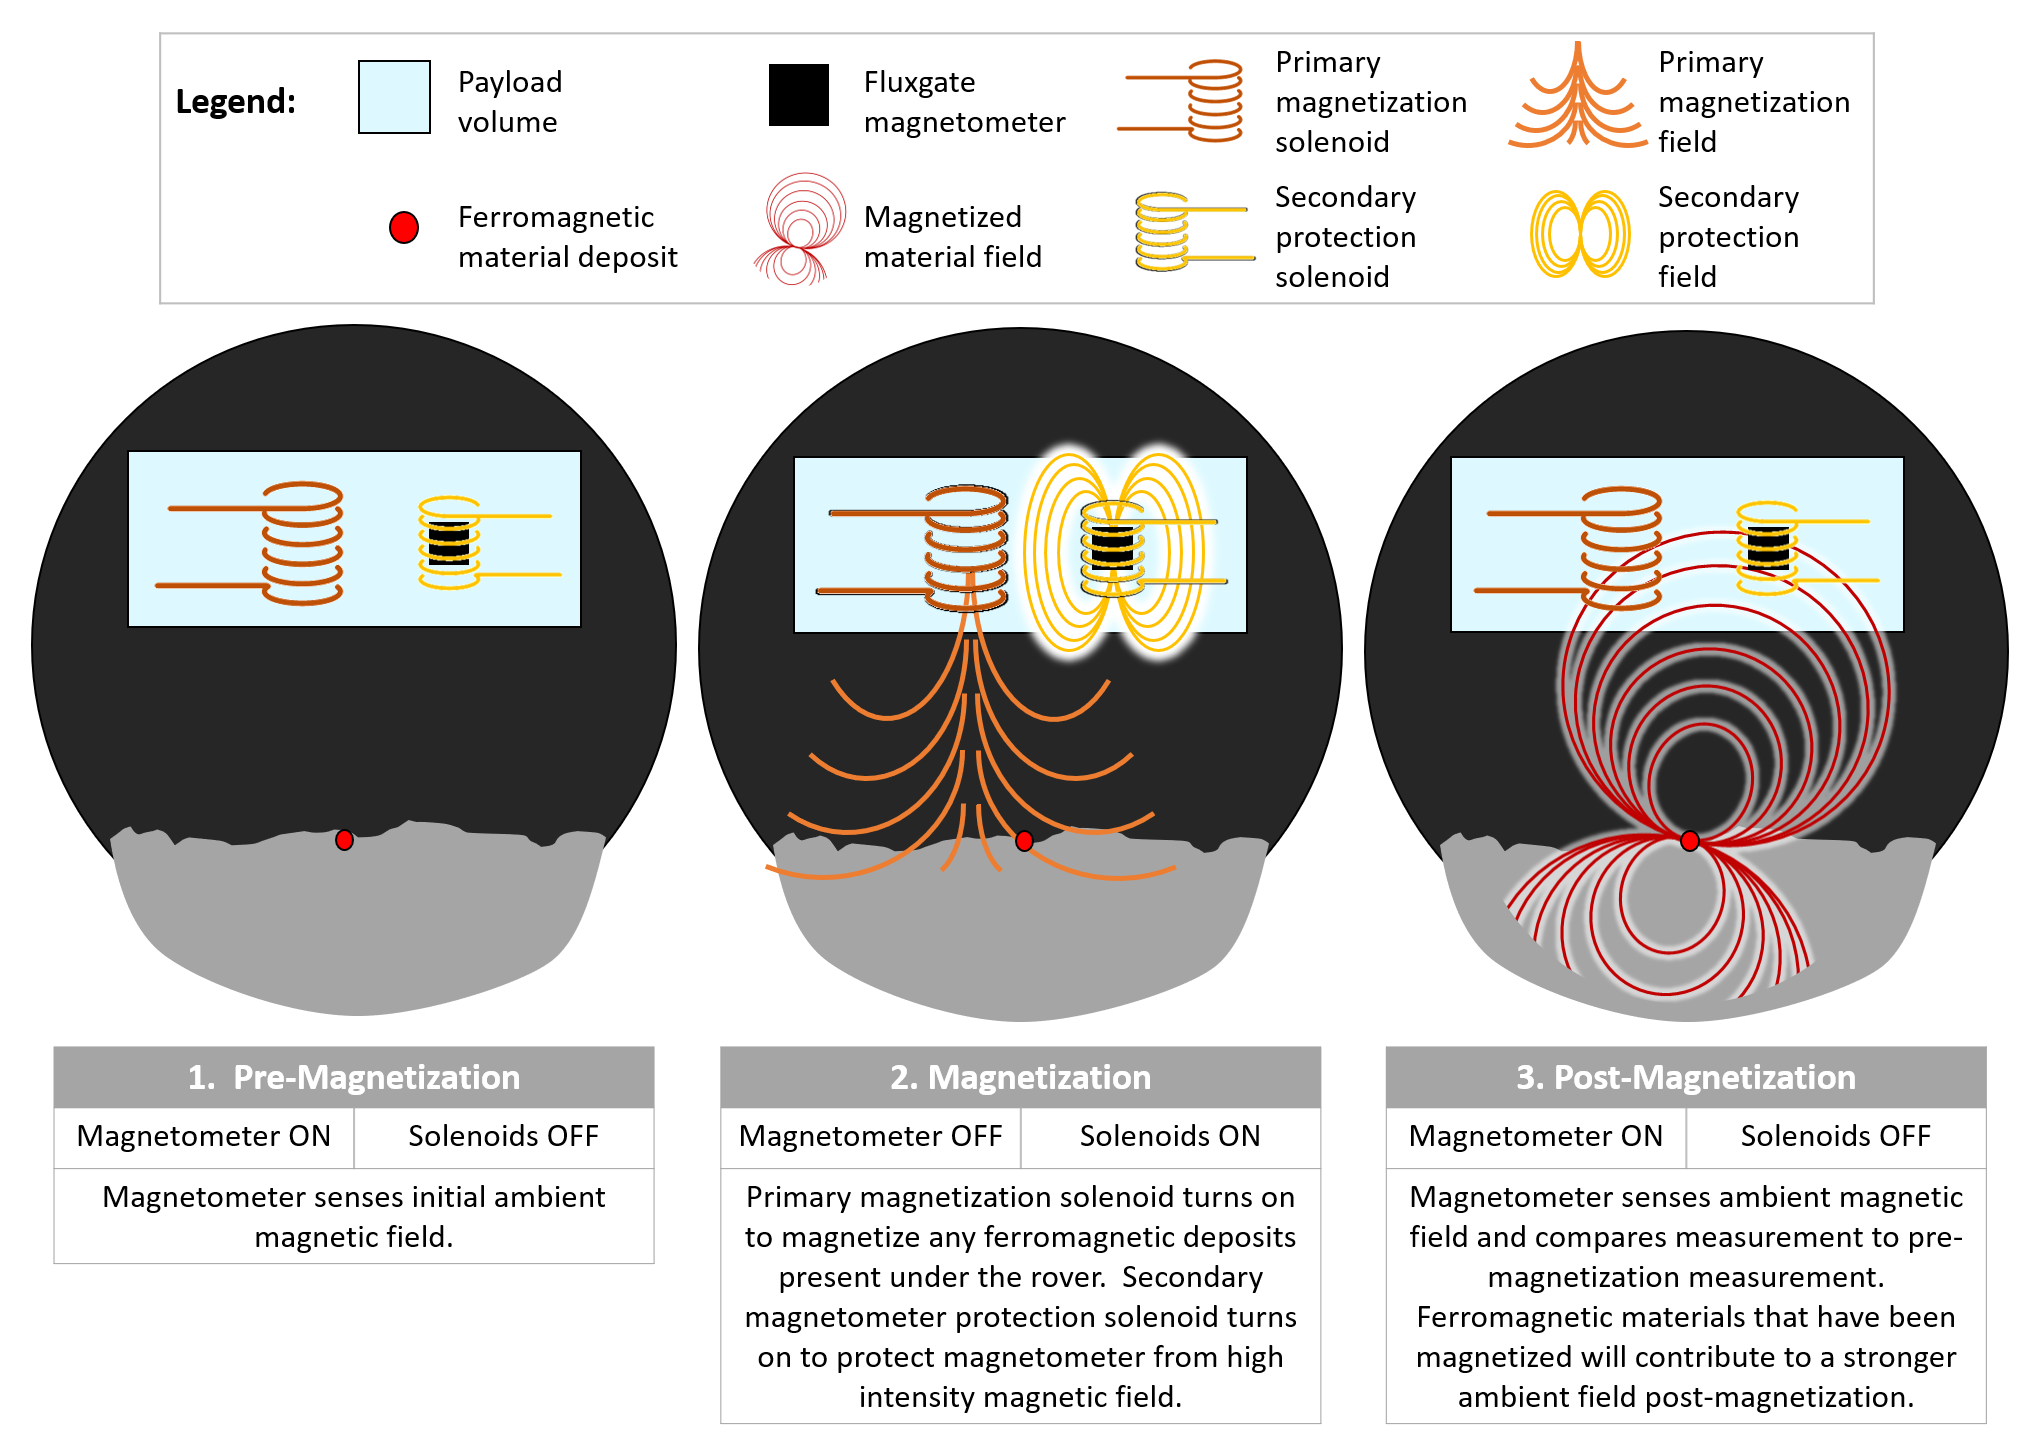 Legend:
Payload
volume
Fluxgate
magnetometer
Primary
magnetization
solenoid
Primary
magnetization
field
Ferromagnetic
material deposit
Magnetized
material field
Secondary
protection
solenoid
Secondary
protection
field
1.  Pre-Magnetization
Magnetometer ON
Solenoids OFF
Magnetometer senses initial ambient
magnetic field.
2. Magnetization
Magnetometer OFF
Solenoids ON
Primary magnetization solenoid turns on
to magnetize any ferromagnetic deposits
present under the rover.  Secondary
magnetometer protection solenoid turns
on to protect magnetometer from high
intensity magnetic field.
3. Post-Magnetization
Magnetometer ON
Solenoids OFF
Magnetometer senses ambient magnetic
field and compares measurement to pre-
magnetization measurement.
Ferromagnetic materials that have been
magnetized will contribute to a stronger
ambient field post-magnetization.